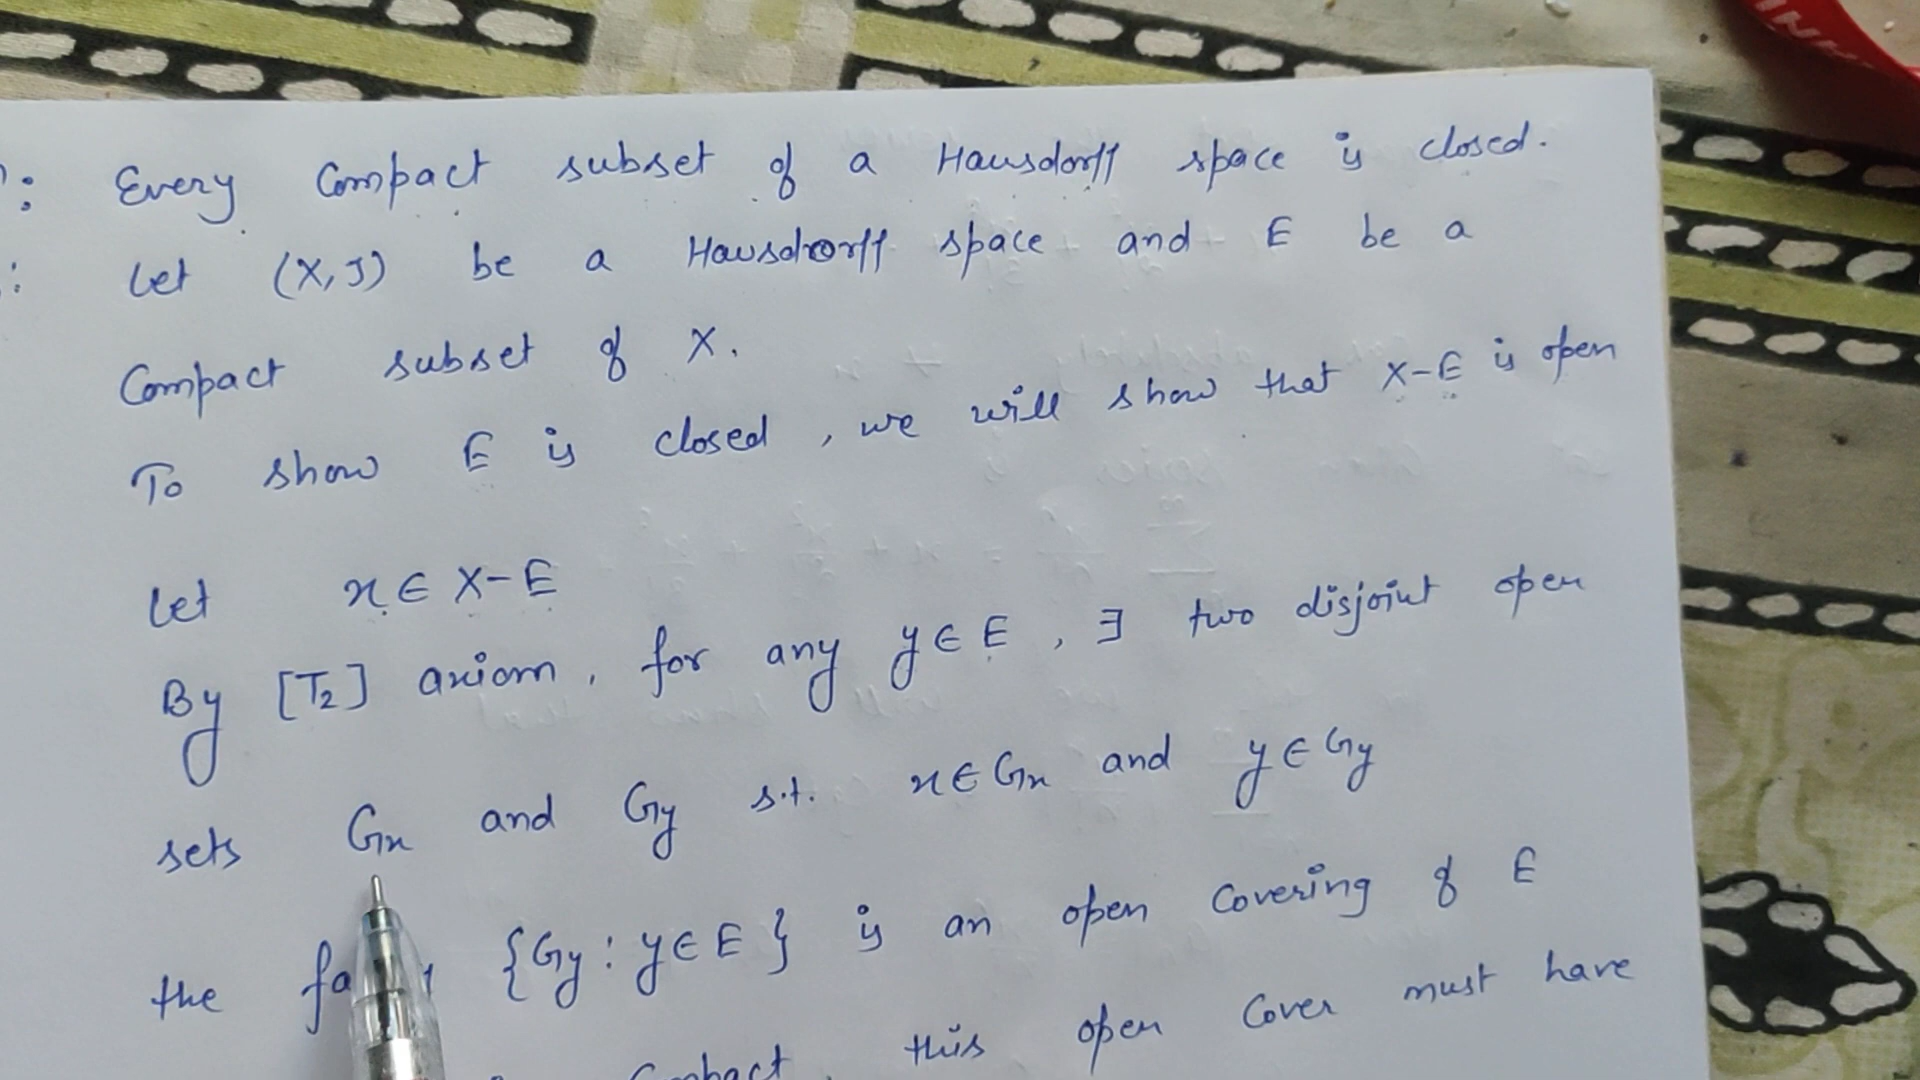 : Every Compact subset of a Hausdorff space is closed.
: Let (X, J) be a Hausdorff space and E be a
Compact subset of X.
To show E is closed, we will show that X-E is open
Let x ∈ X-E
By [T₂] axiom, for any y ∈ E, ∃ two disjoint open
sets Gx and Gy s.t. x ∈ Gx and y ∈ Gy
the {Gy : y ∈ E} is an open Covering of E
Compact, this open Cover must have